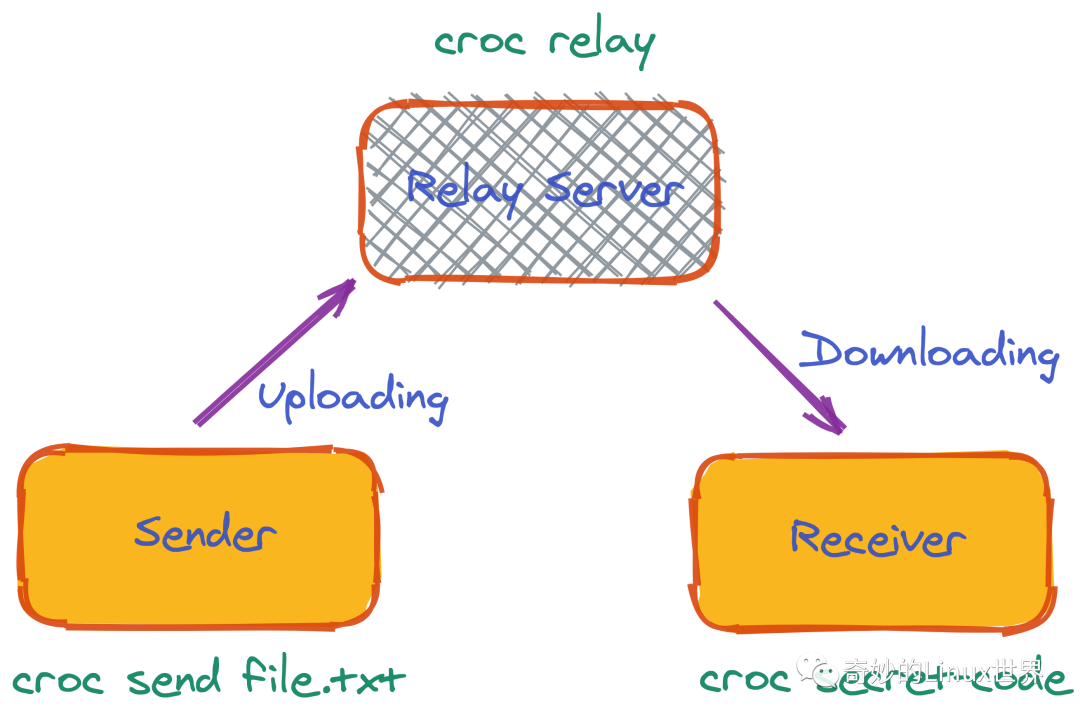 croc relay
Relay Server
Downloading
Uploading
Sender
Receiver
croc send file.txt
croc secret-code
奇妙的Linux世界